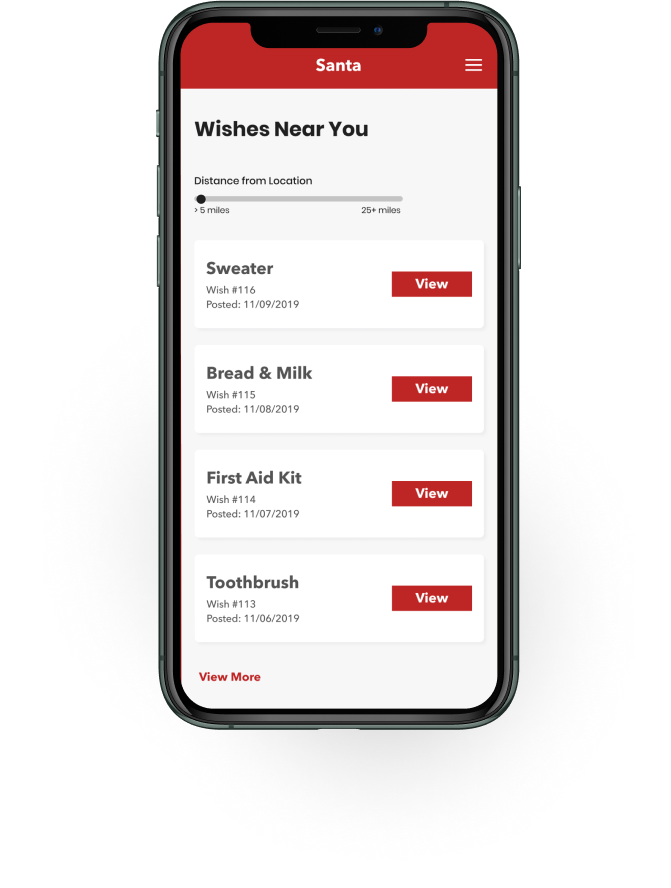 Santa
Wishes Near You
Distance from Location
> 5 miles 25+ miles
Sweater
Wish #116
Posted: 11/09/2019
View
Bread & Milk
Wish #115
Posted: 11/08/2019
View
First Aid Kit
Wish #114
Posted: 11/07/2019
View
Toothbrush
Wish #113
Posted: 11/06/2019
View
View More